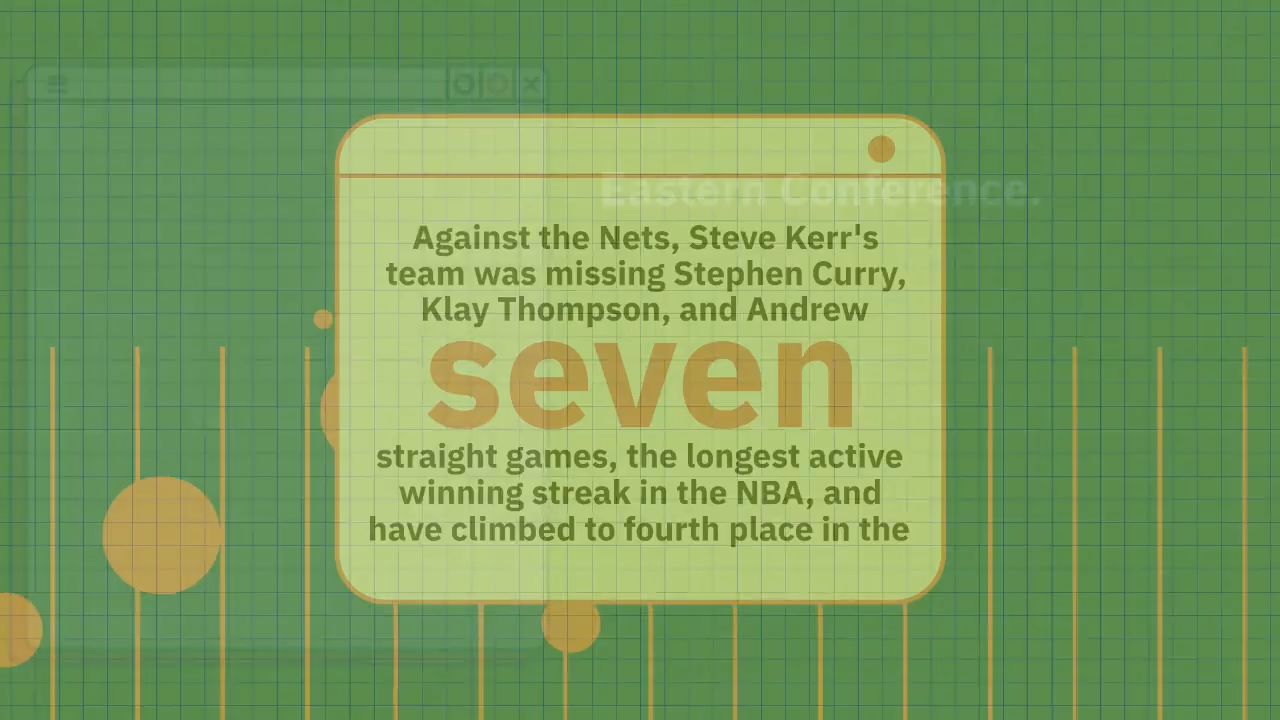 Eastern Conference.
Against the Nets, Steve Kerr's
team was missing Stephen Curry,
Klay Thompson, and Andrew
seven
straight games, the longest active
winning streak in the NBA, and
have climbed to fourth place in the